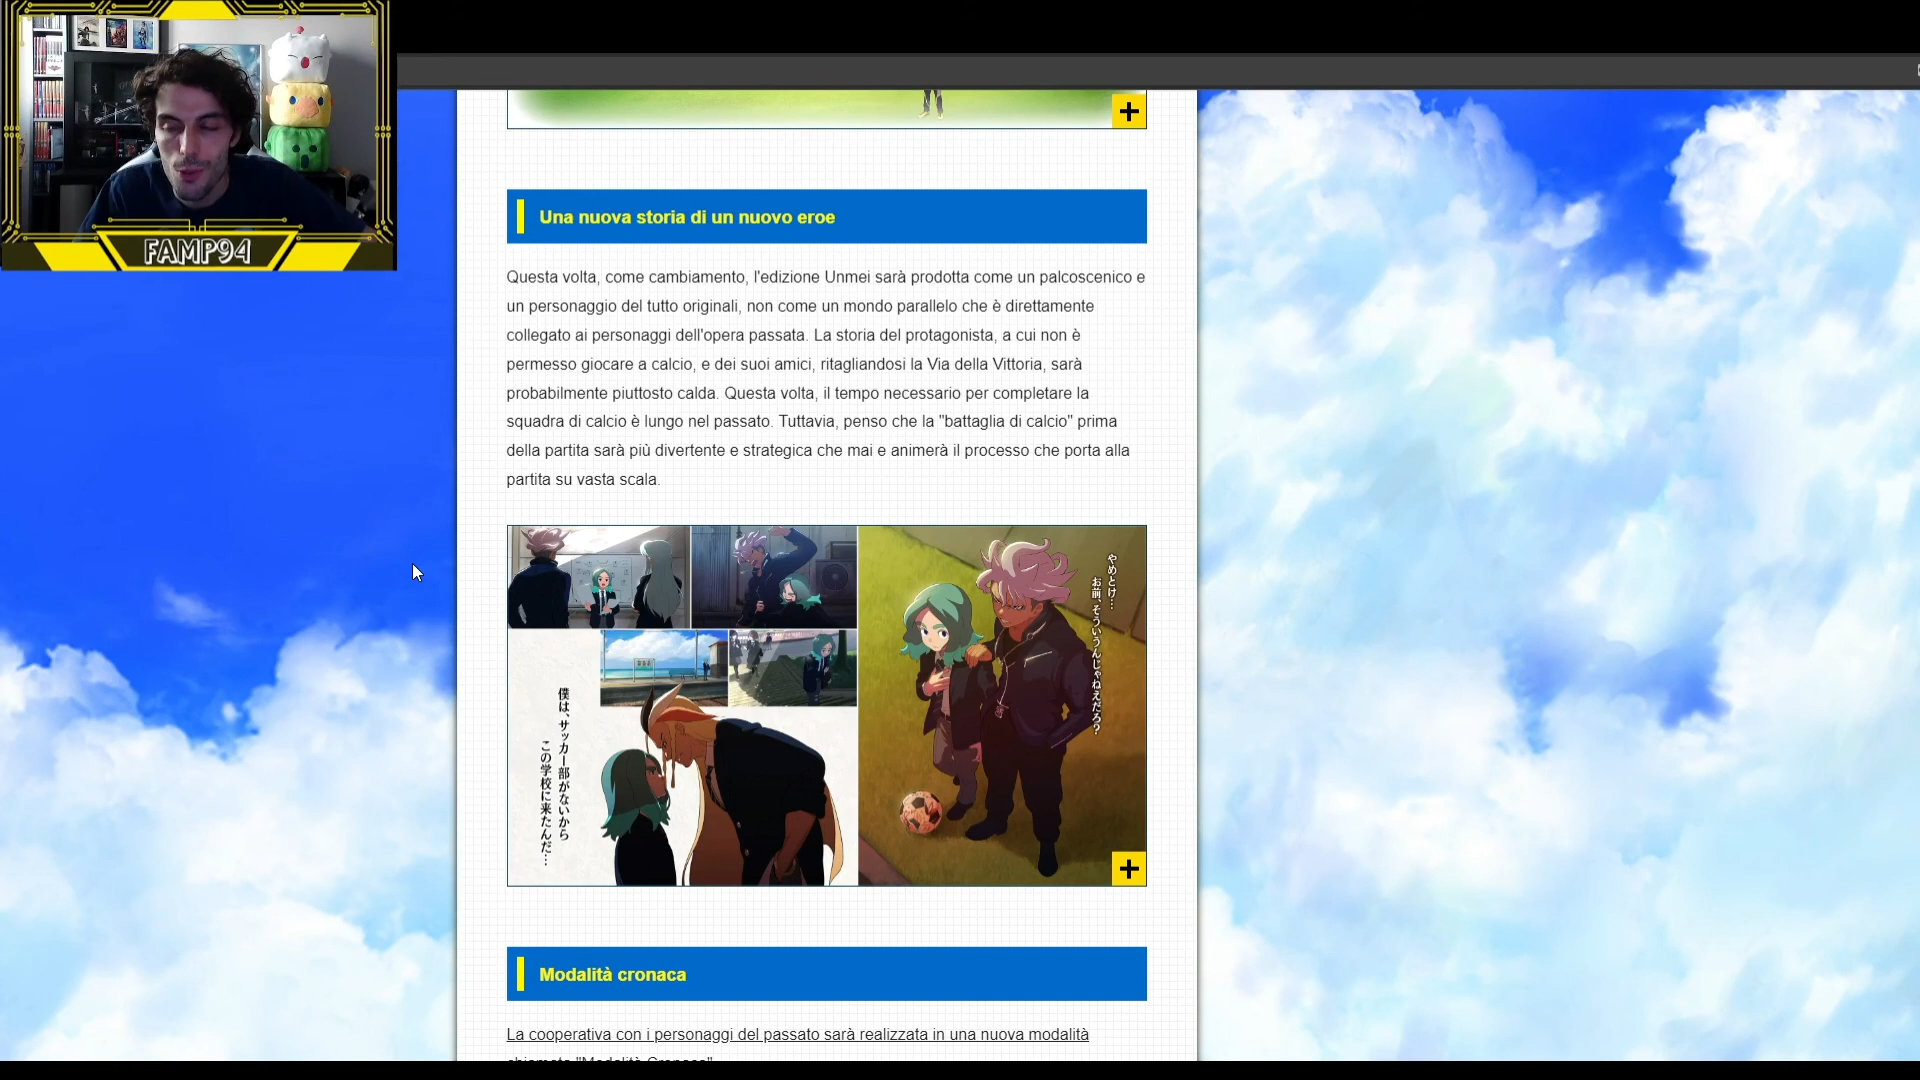 FAMP94
Una nuova storia di un nuovo eroe
Questa volta, come cambiamento, l'edizione Unmei sarà prodotta come un palcoscenico e
un personaggio del tutto originali, non come un mondo parallelo che è direttamente
collegato ai personaggi dell'opera passata. La storia del protagonista, a cui non è
permesso giocare a calcio, e dei suoi amici, ritagliandosi la Via della Vittoria, sarà
probabilmente piuttosto calda. Questa volta, il tempo necessario per completare la
squadra di calcio è lungo nel passato. Tuttavia, penso che la "battaglia di calcio" prima
della partita sarà più divertente e strategica che mai e animerà il processo che porta alla
partita su vasta scala.
やめとけ…
お前、そういうんじゃねえだろ?
僕は、サッカー部がないから
この学校に来たんだ…
Modalità cronaca
La cooperativa con i personaggi del passato sarà realizzata in una nuova modalità
chiamata "Modalità Cronaca".